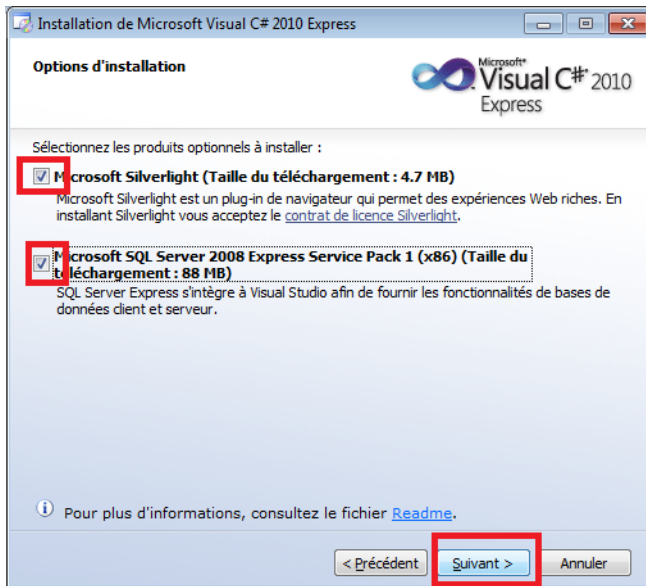 Installation de Microsoft Visual C# 2010 Express
Options d'installation
Microsoft®
Visual C#® 2010
Express
Sélectionnez les produits optionnels à installer :
Microsoft Silverlight (Taille du téléchargement : 4.7 MB)
Microsoft Silverlight est un plug-in de navigateur qui permet des expériences Web riches. En
installant Silverlight vous acceptez le contrat de licence Silverlight.
Microsoft SQL Server 2008 Express Service Pack 1 (x86) (Taille du
téléchargement : 88 MB)
SQL Server Express s'intègre à Visual Studio afin de fournir les fonctionnalités de bases de
données client et serveur.
Pour plus d'informations, consultez le fichier Readme.
< Précédent
Suivant >
Annuler